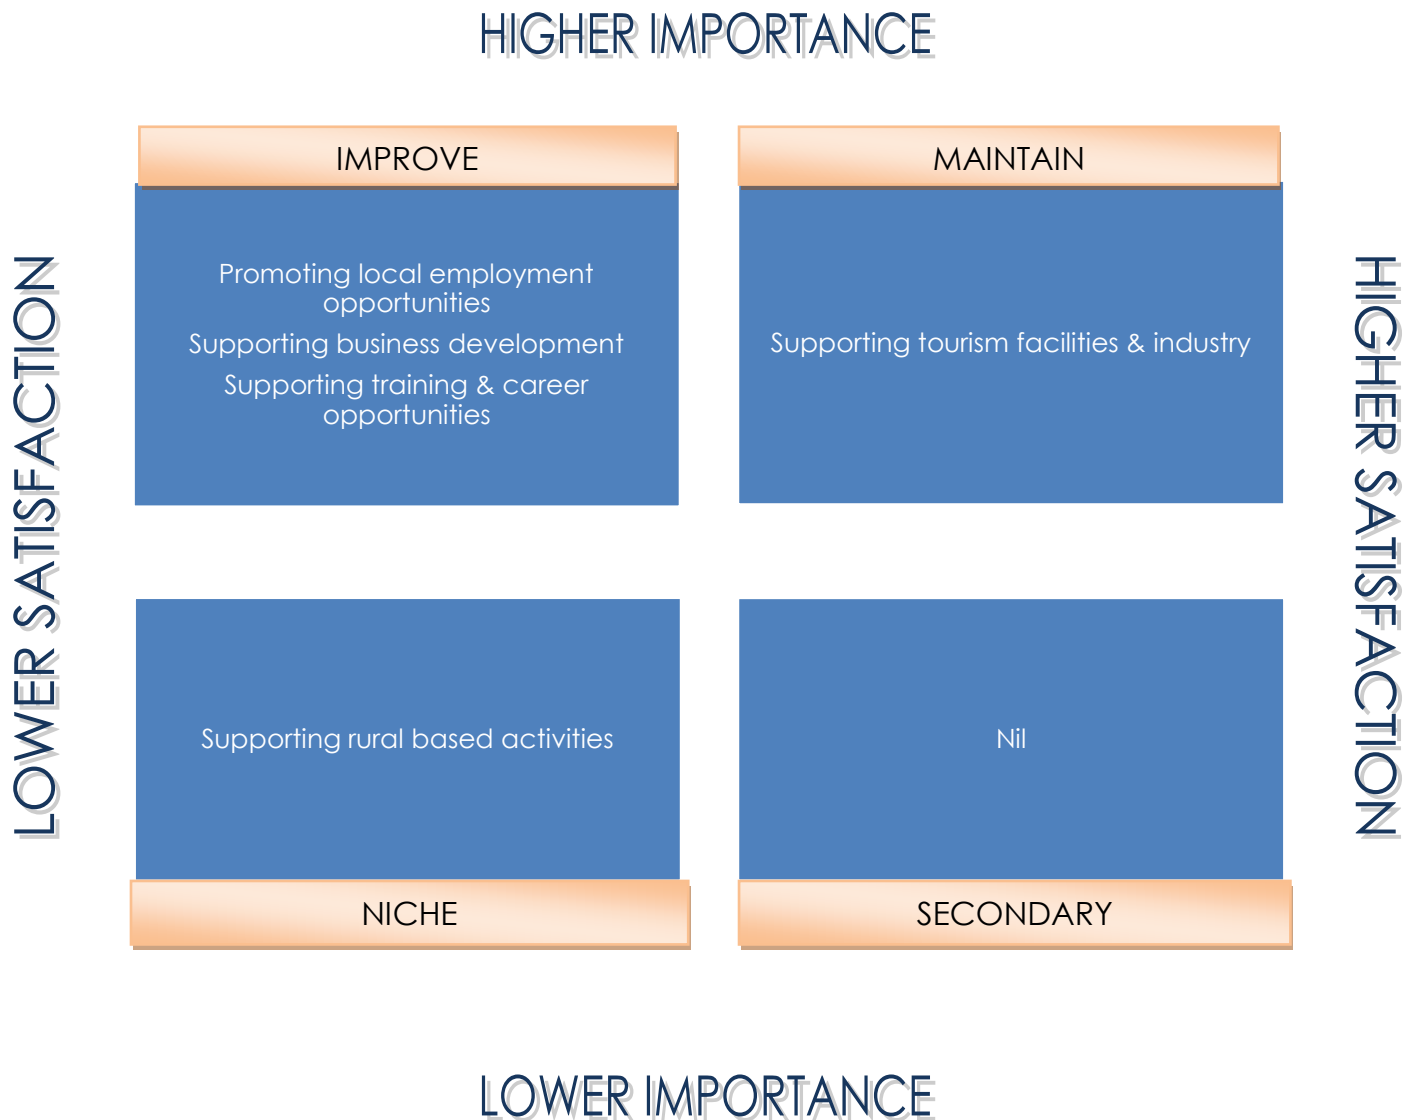 HIGHER IMPORTANCE
IMPROVE
MAINTAIN
LOWER SATISFACTION
Promoting local employment
opportunities
Supporting business development
Supporting training & career
opportunities
Supporting tourism facilities & industry
HIGHER SATISFACTION
Supporting rural based activities
Nil
NICHE
SECONDARY
LOWER IMPORTANCE